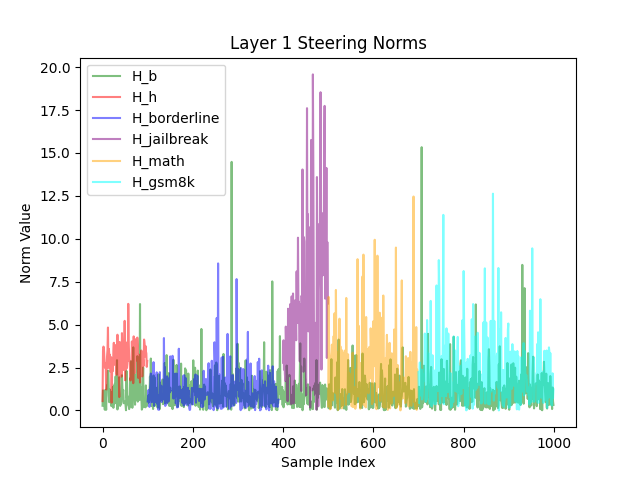 Layer 1 Steering Norms
20.0
17.5
15.0
12.5
10.0
7.5
5.0
2.5
0.0
Norm Value
H_b
H_h
H_borderline
H_jailbreak
H_math
H_gsm8k
0 200 400 600 800 1000
Sample Index